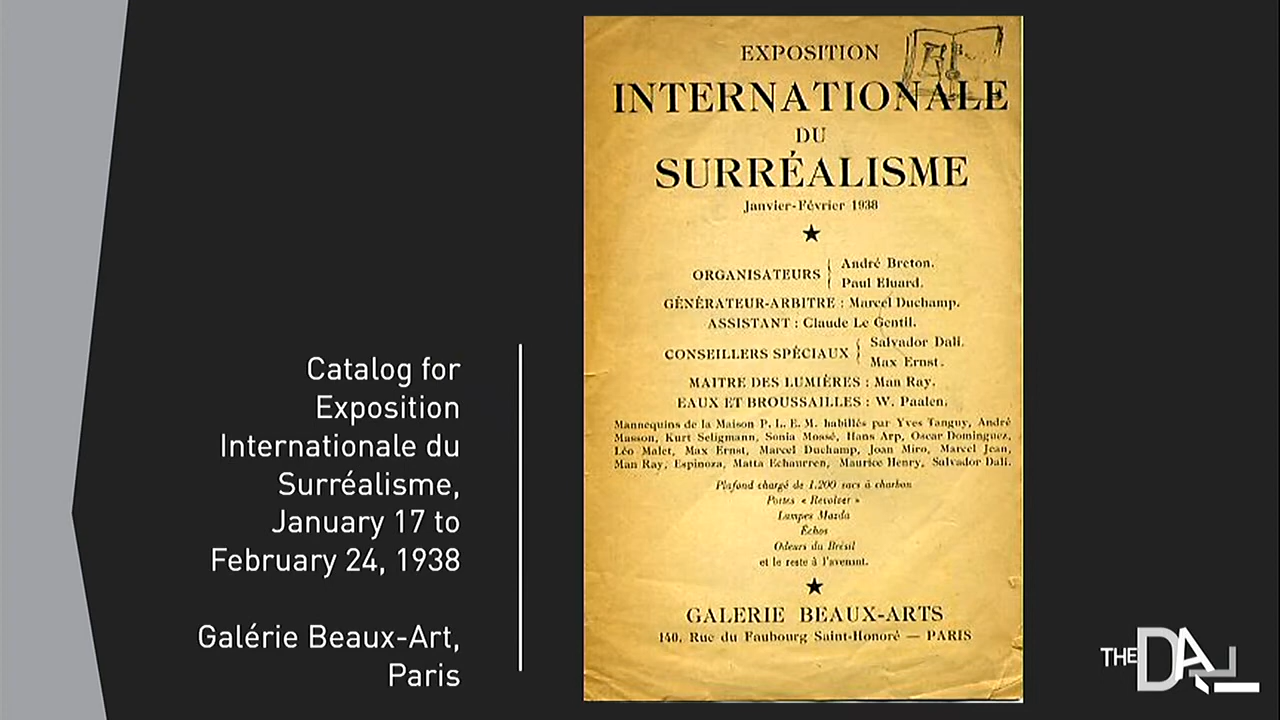 Catalog for
Exposition
Internationale du
Surréalisme,
January 17 to
February 24, 1938
Galérie Beaux-Art,
Paris
EXPOSITION
INTERNATIONALE
DU
SURRÉALISME
Janvier-Février 1938
ORGANISATEURS { André Breton.
Paul Eluard.
GÉNÉRATEUR-ARBITRE : Marcel Duchamp.
ASSISTANT : Claude Le Gentil.
CONSEILLERS SPÉCIAUX { Salvador Dali.
Max Ernst.
MAITRE DES LUMIÈRES : Man Ray.
EAUX ET BROUSSAILLES : W. Paalen.
Mannequins de la Maison P. L. E. M. habillés par Yves Tanguy, André
Masson, Kurt Seligmann, Sonia Mossé, Hans Arp, Oscar Dominguez,
Léo Malet, Max Ernst, Marcel Duchamp, Joan Miro, Marcel Jean,
Man Ray, Espinoza, Matta Echaurren, Maurice Henry, Salvador Dali.
Plafond chargé de 1.200 sacs à charbon
Portes « Revolver »
Lampes Mazda
Échos
Odeurs du Brésil
et le reste à l'avenant.
GALERIE BEAUX-ARTS
140, Rue du Faubourg Saint-Honoré — PARIS
THE DALI